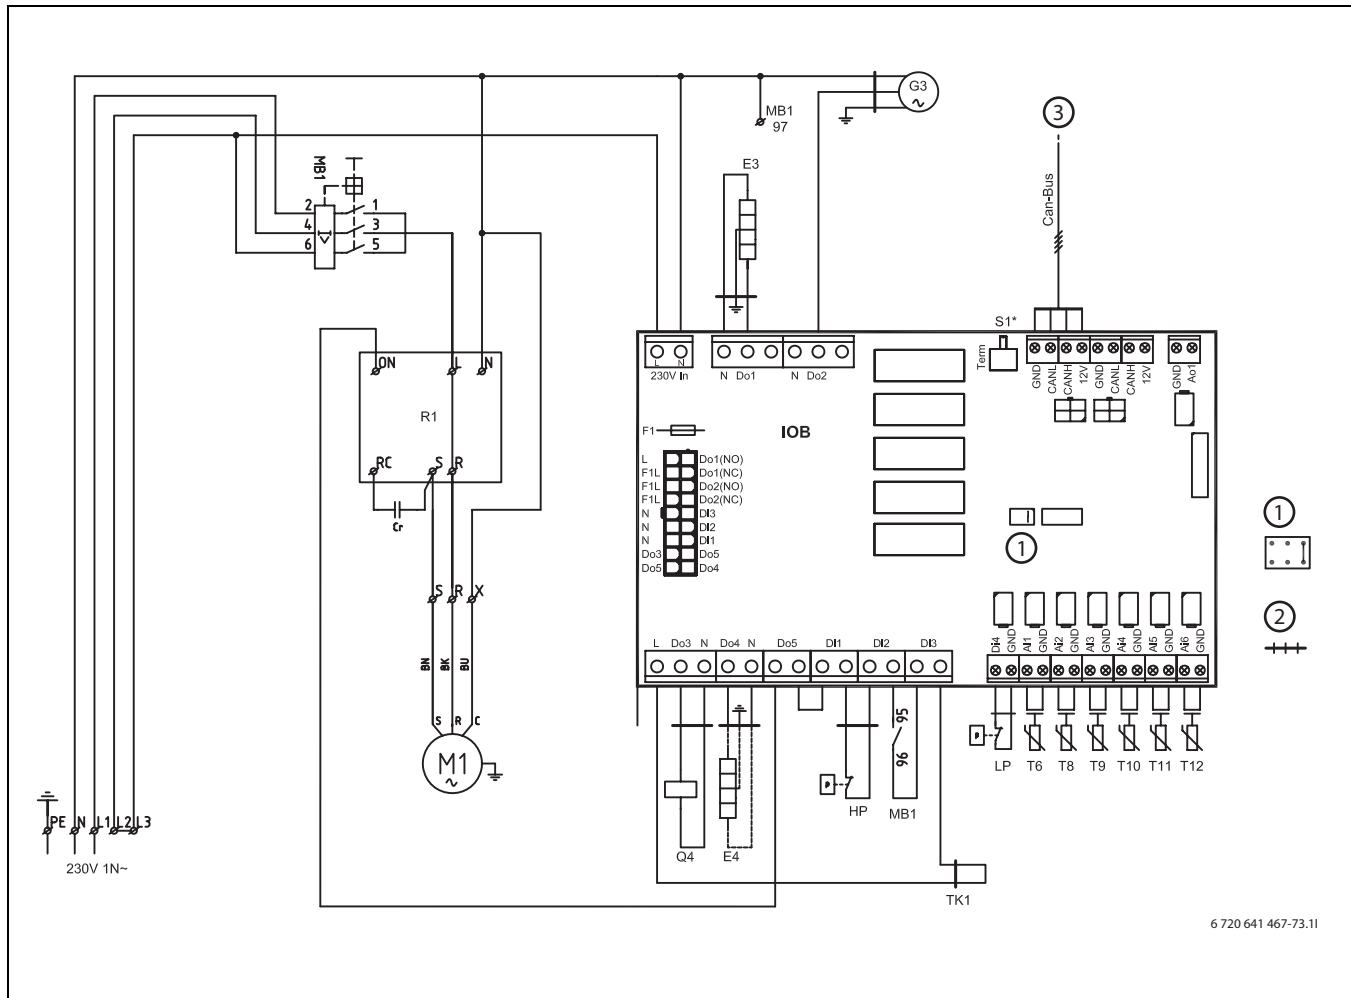 G3
MB1
97
3
MB1
2 1
4 3
6 5
E3
Can-Bus
S1*
Term
ON L N
R1
RC S R
Cr
L N
230V In
N Do1
N Do2
GND
CANL
CANH
12V
GND
CANL
CANH
12V
GND
Ao1
F1
IOB
L Do1(NO)
F1L Do1(NC)
F1L Do2(NO)
F1L Do2(NC)
N DI3
N DI2
N DI1
Do3 Do5
Do5 Do4
1
1
2
S R X
BN BK BU
S R C
M1
L Do3 N Do4 N Do5 DI1 DI2 DI3
DI4
GND
AI1
GND
Ai2
GND
AI3
GND
Ai4
GND
AI5
GND
Ai6
GND
95
96
P
P
LP T6 T8 T9 T10 T11 T12
HP MB1
Q4 E4
TK1
PE N L1 L2 L3
230V 1N~
6 720 641 467-73.1I